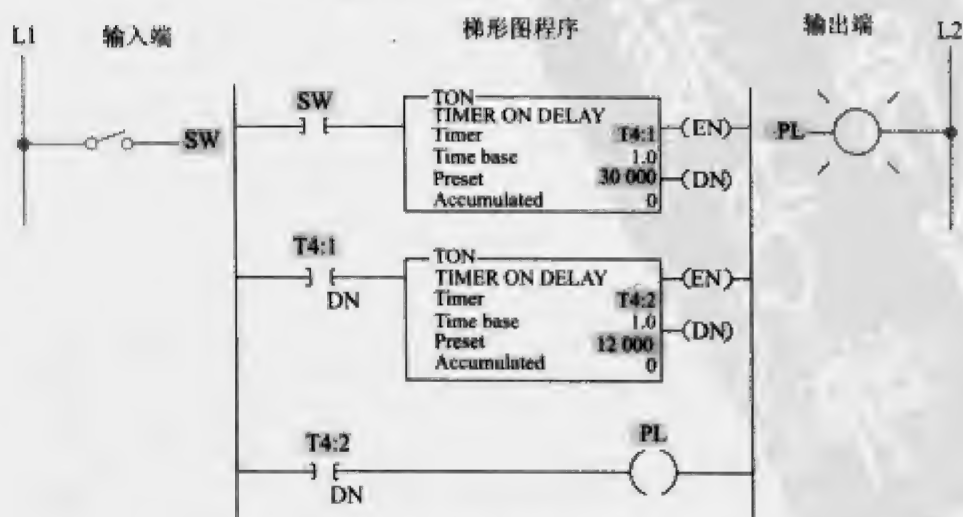 L1 输入端 梯形图程序 输出端 L2
SW
TON
TIMER ON DELAY
Timer T4:1
Time base 1.0
Preset 30 000
Accumulated 0
(EN)
(DN)
SW
PL
T4:1
DN
TON
TIMER ON DELAY
Timer T4:2
Time base 1.0
Preset 12 000
Accumulated 0
(EN)
(DN)
T4:2
DN
PL